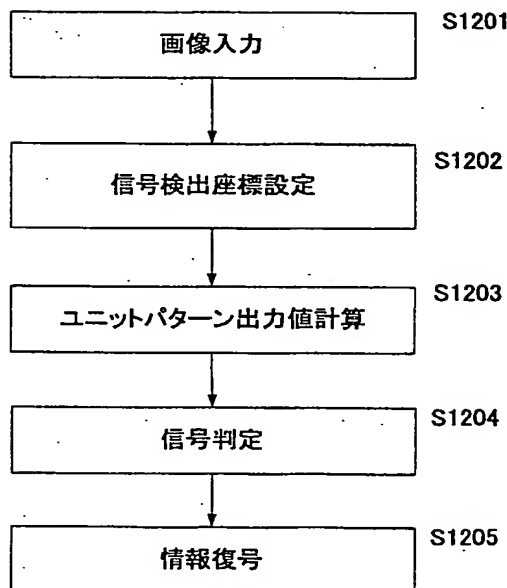 S1201
画像入力
S1202
信号検出座標設定
S1203
ユニットパターン出力値計算
S1204
信号判定
S1205
情報復号